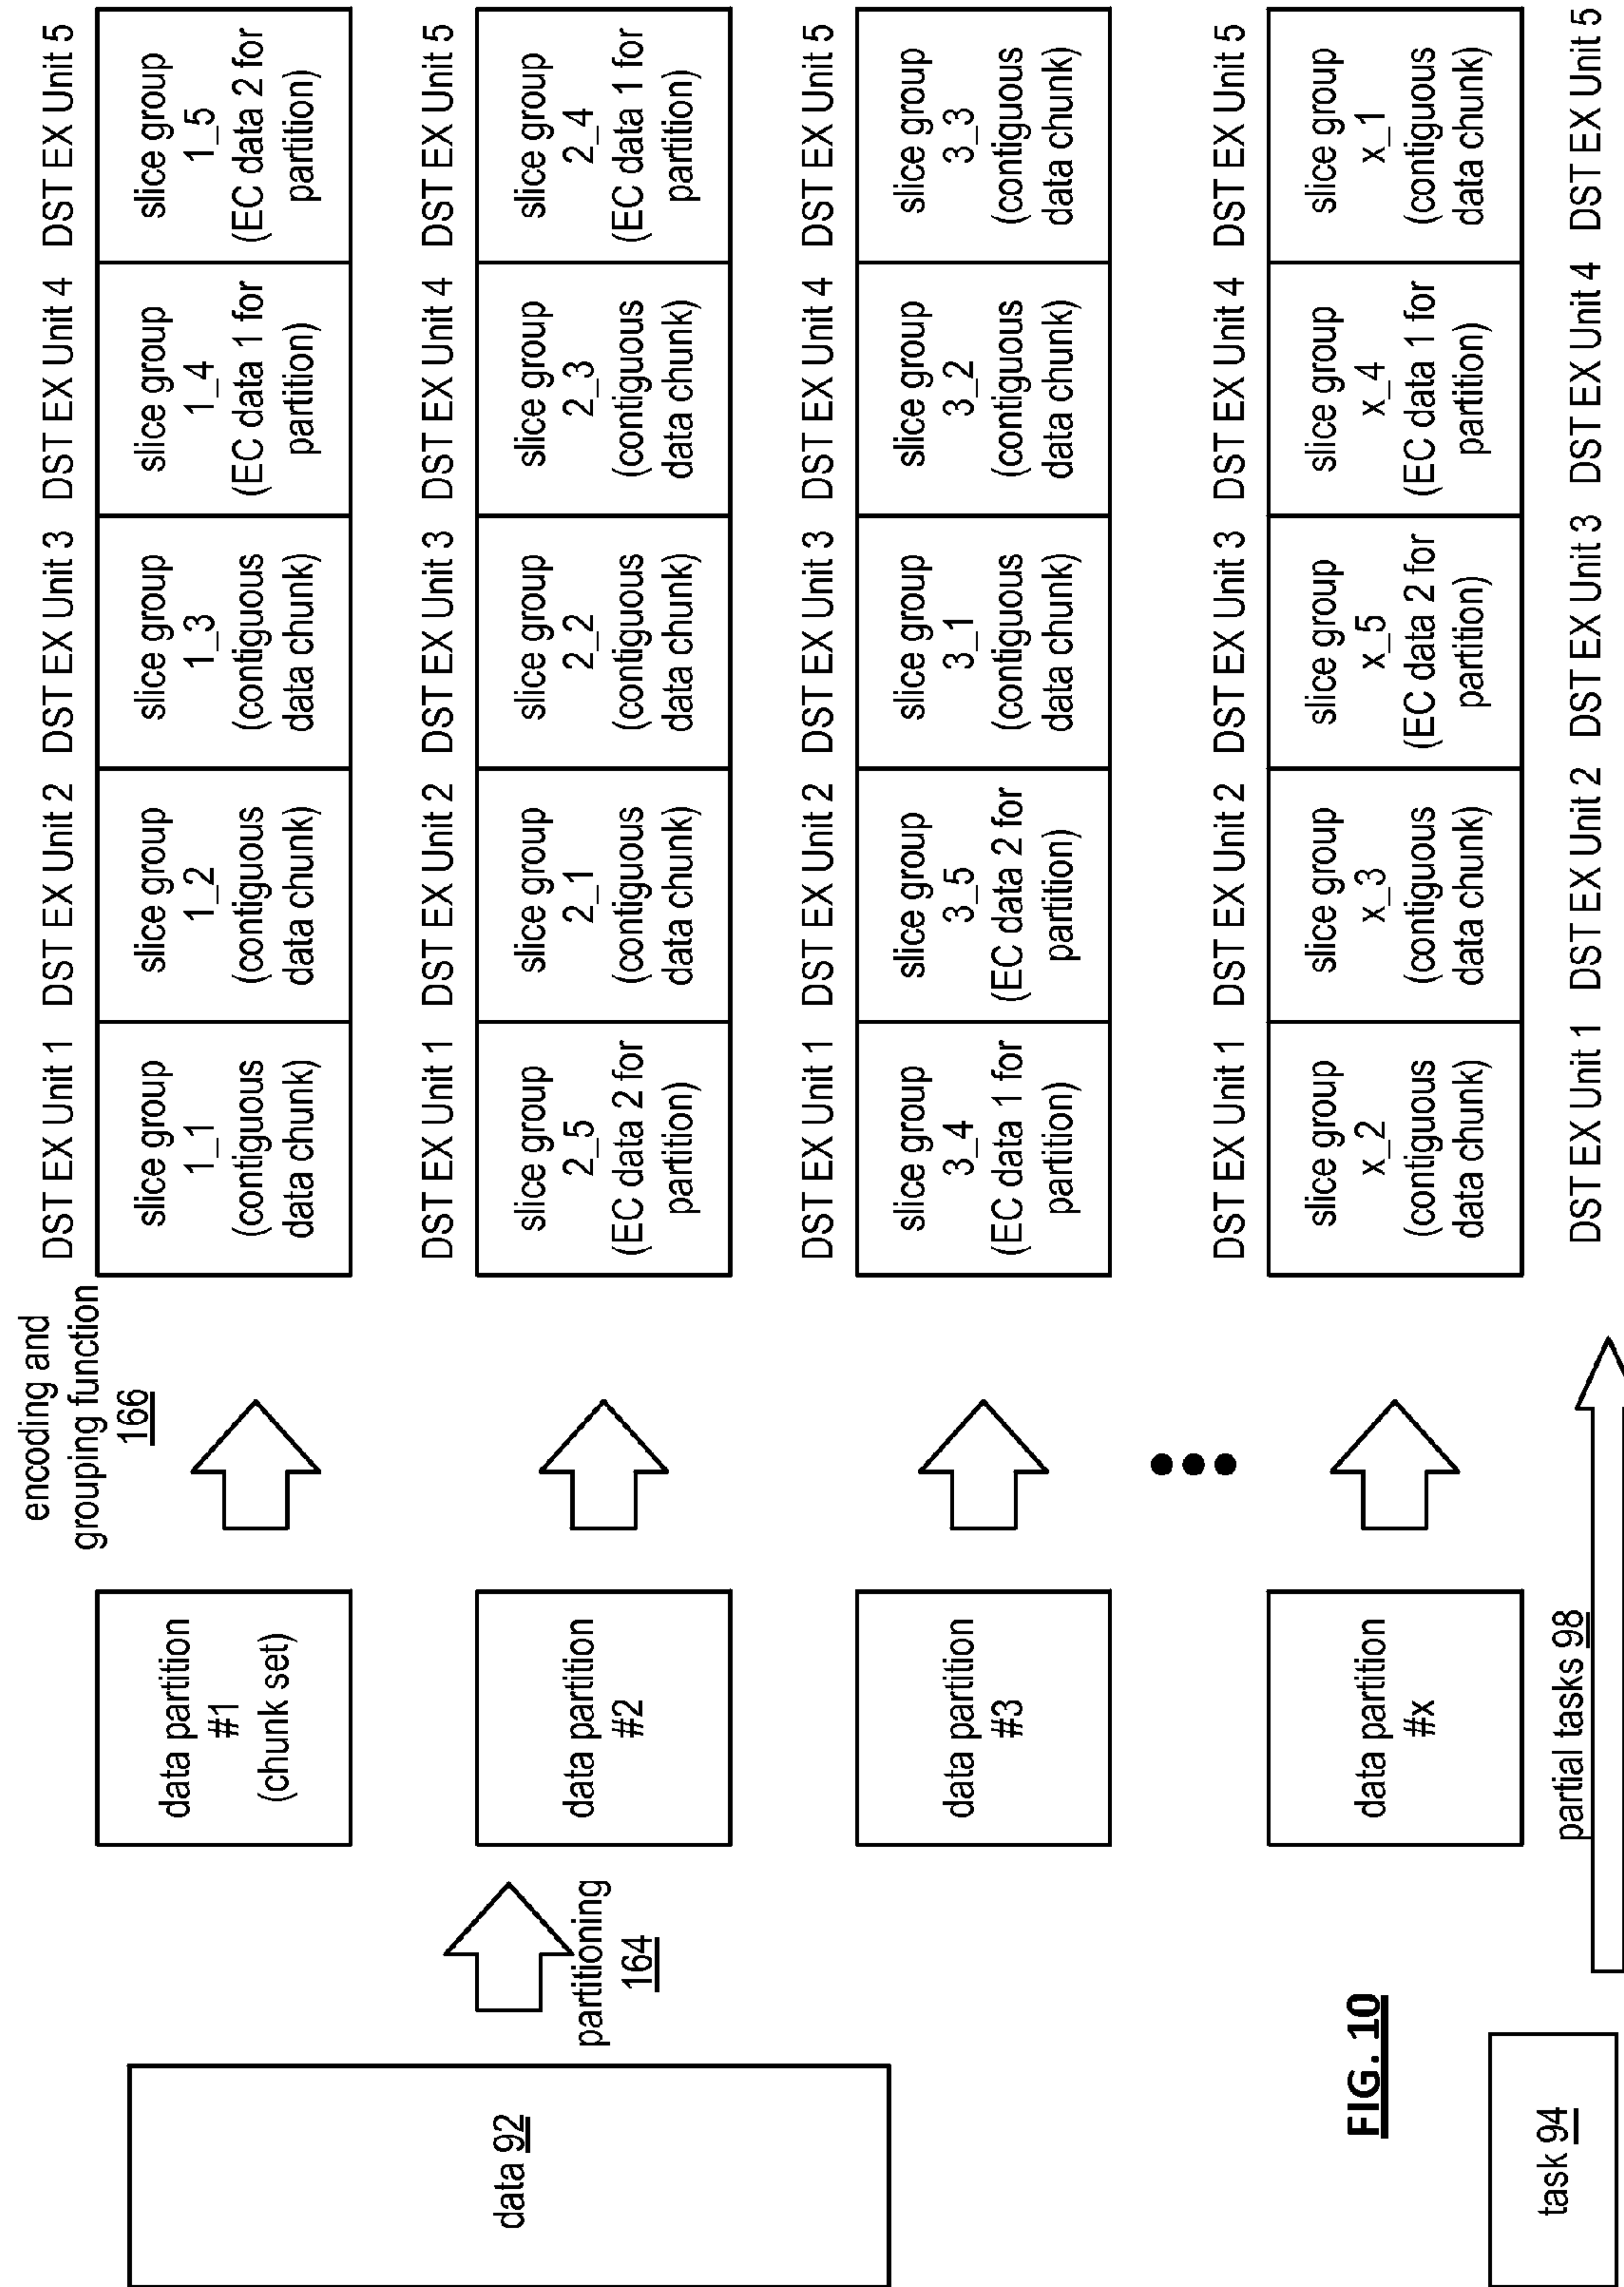 encoding and
grouping function
166
DST EX Unit 1 DST EX Unit 2 DST EX Unit 3 DST EX Unit 4 DST EX Unit 5
data partition
#1
(chunk set)
slice group
1_1
(contiguous
data chunk)
slice group
1_2
(contiguous
data chunk)
slice group
1_3
(contiguous
data chunk)
slice group
1_4
(EC data 1 for
partition)
slice group
1_5
(EC data 2 for
partition)
data 92
partitioning
164
DST EX Unit 1 DST EX Unit 2 DST EX Unit 3 DST EX Unit 4 DST EX Unit 5
data partition
#2
slice group
2_5
(EC data 2 for
partition)
slice group
2_1
(contiguous
data chunk)
slice group
2_2
(contiguous
data chunk)
slice group
2_3
(contiguous
data chunk)
slice group
2_4
(EC data 1 for
partition)
DST EX Unit 1 DST EX Unit 2 DST EX Unit 3 DST EX Unit 4 DST EX Unit 5
data partition
#3
slice group
3_4
(EC data 1 for
partition)
slice group
3_5
(EC data 2 for
partition)
slice group
3_1
(contiguous
data chunk)
slice group
3_2
(contiguous
data chunk)
slice group
3_3
(contiguous
data chunk)
DST EX Unit 1 DST EX Unit 2 DST EX Unit 3 DST EX Unit 4 DST EX Unit 5
data partition
#x
slice group
x_2
(contiguous
data chunk)
slice group
x_3
(contiguous
data chunk)
slice group
x_5
(EC data 2 for
partition)
slice group
x_4
(EC data 1 for
partition)
slice group
x_1
(contiguous
data chunk)
FIG. 10
task 94
partial tasks 98
DST EX Unit 1 DST EX Unit 2 DST EX Unit 3 DST EX Unit 4 DST EX Unit 5